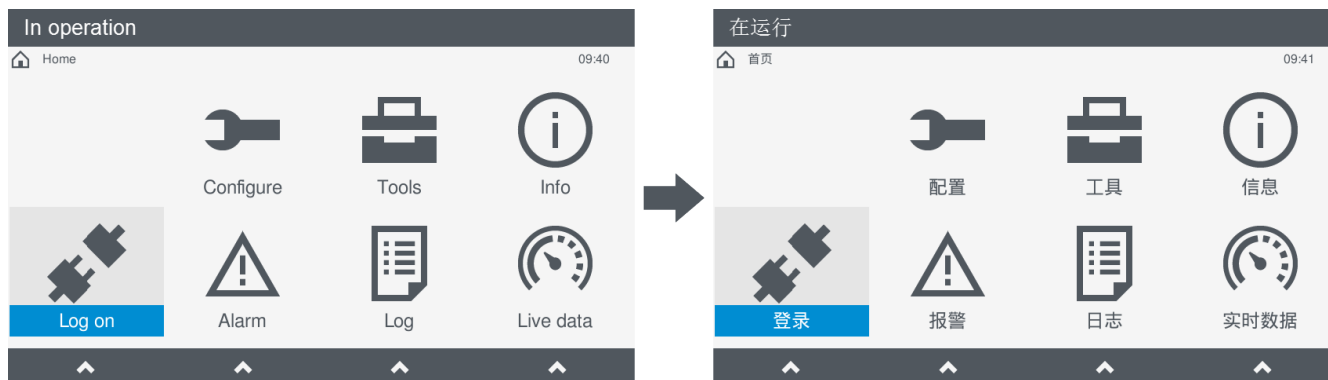 In operation
Home 09:40
Configure Tools Info
Log on Alarm Log Live data
在运行
首页 09:41
配置 工具 信息
登录 报警 日志 实时数据